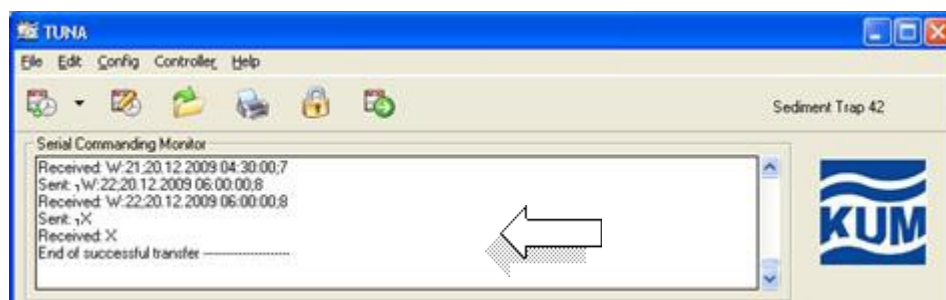 TUNA
File Edit Config Controller Help
Sediment Trap 42
Serial Commanding Monitor
Received: W:21;20.12.2009 04:30:00;7
Sent: ┐W:22;20.12.2009 06:00:00;8
Received: W:22;20.12.2009 06:00:00;8
Sent: ┐X
Received: X
End of successful transfer --------------------
KUM